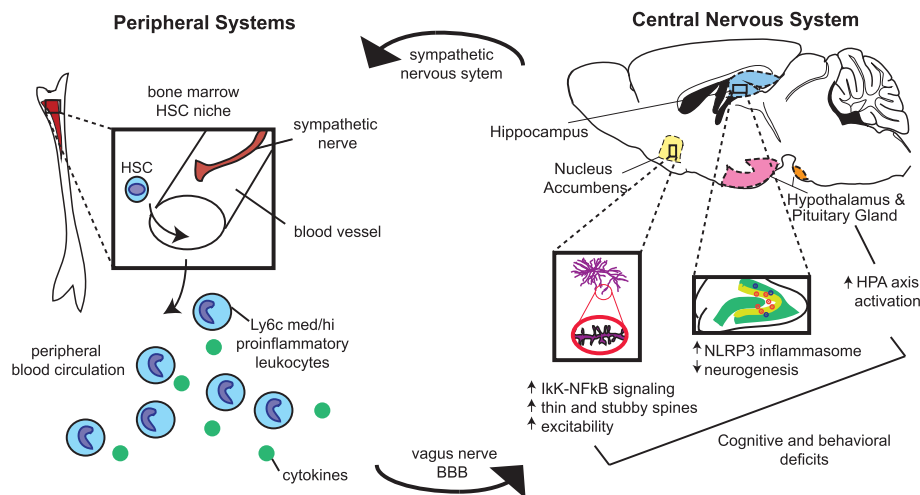 Peripheral Systems
bone marrow
HSC niche
sympathetic
nerve
HSC
blood vessel
Ly6c med/hi
proinflammatory
leukocytes
peripheral
blood circulation
cytokines
sympathetic
nervous sytem
vagus nerve
BBB
Central Nervous System
Hippocampus
Nucleus
Accumbens
Hypothalamus &
Pituitary Gland
↑ HPA axis
activation
↑ NLRP3 inflammasome
↓ neurogenesis
↑ IkK-NFkB signaling
↑ thin and stubby spines
↑ excitability
Cognitive and behavioral
deficits